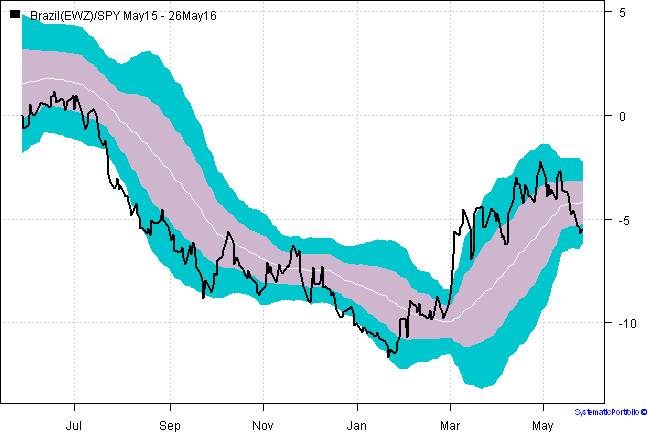 Brazil(EWZ)/SPY May15 - 26May16
5
0
-5
-10
Jul Sep Nov Jan Mar May
SystematicPortfolio ©